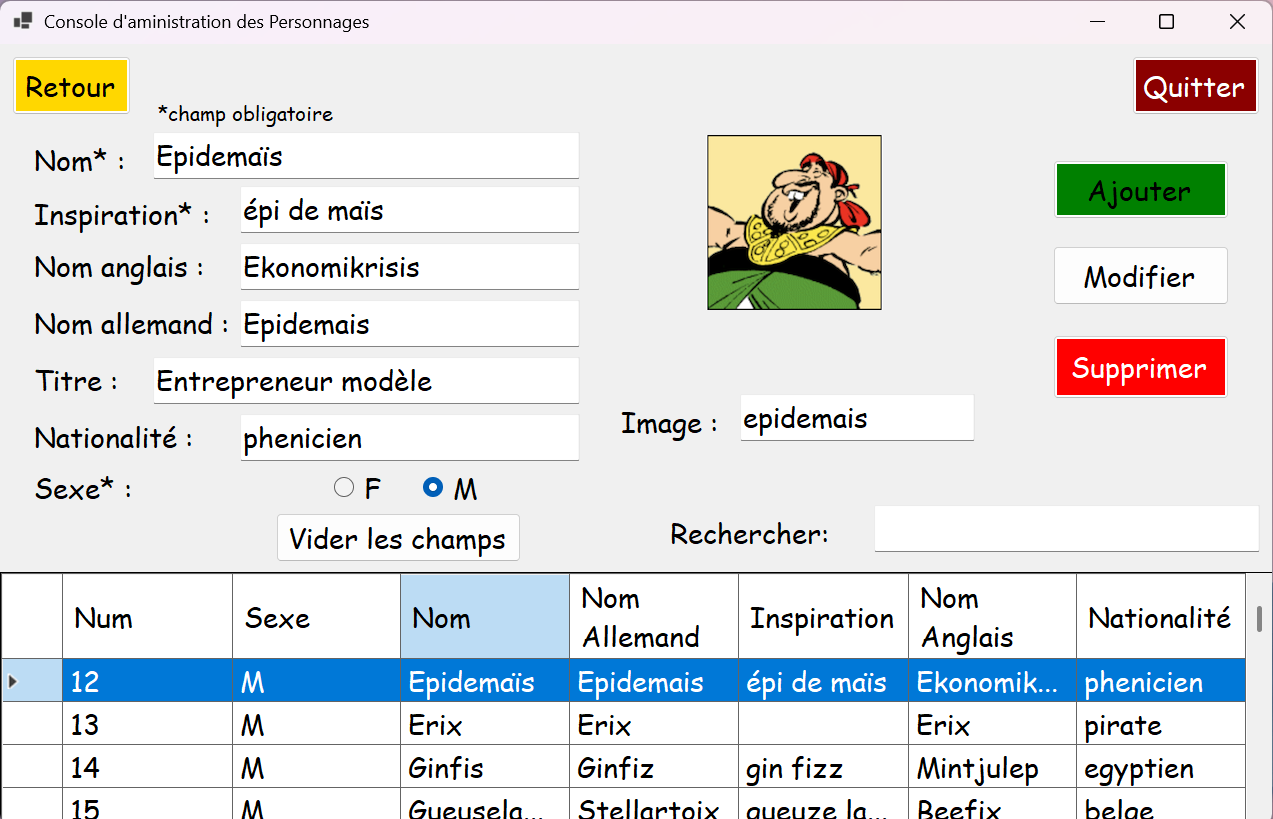 Console d'aministration des Personnages
Retour
Quitter
*champ obligatoire
Nom* : Epidemaïs
Inspiration* : épi de maïs
Nom anglais : Ekonomikrisis
Nom allemand : Epidemais
Titre : Entrepreneur modèle
Nationalité : phenicien
Sexe* : F M
Vider les champs
Ajouter
Modifier
Supprimer
Image : epidemais
Rechercher:
Num Sexe Nom Nom Allemand Inspiration Nom Anglais Nationalité
12 M Epidemaïs Epidemais épi de maïs Ekonomik... phenicien
13 M Erix Erix Erix pirate
14 M Ginfis Ginfiz gin fizz Mintjulep egyptien
15 M Gueusela... Stellartoix gueuze la... Beefix belge